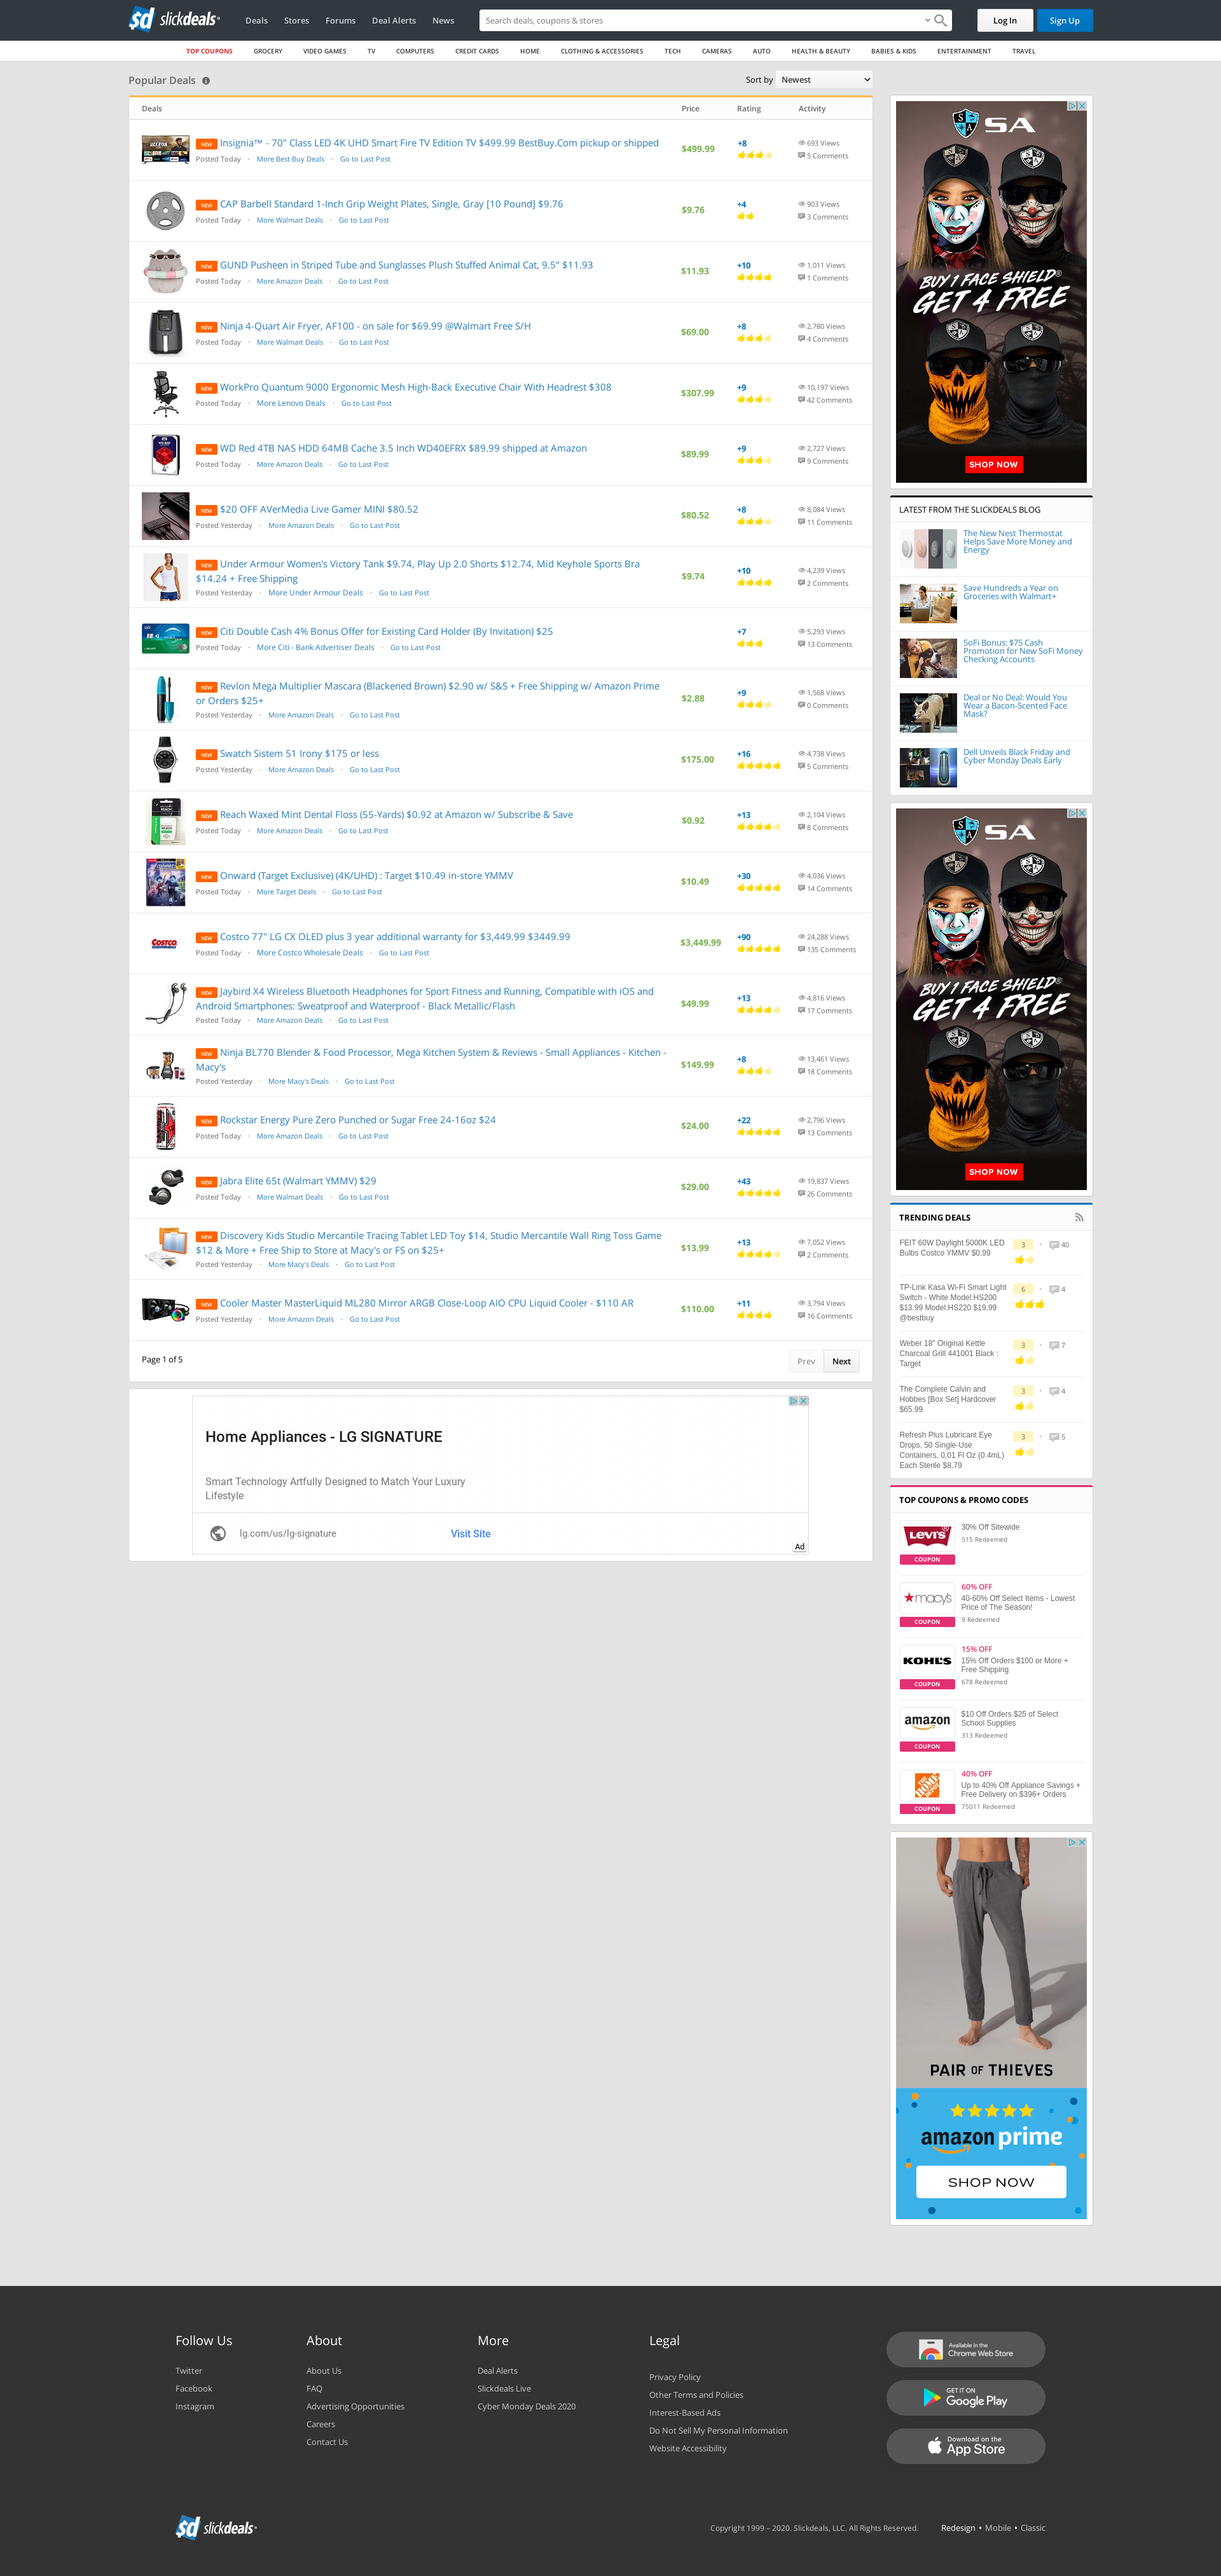 sd slickdeals
Deals
Stores
Forums
Deal Alerts
News
Search deals, coupons & stores
Log In
Sign Up
TOP COUPONS
GROCERY
VIDEO GAMES
TV
COMPUTERS
CREDIT CARDS
HOME
CLOTHING & ACCESSORIES
TECH
CAMERAS
AUTO
HEALTH & BEAUTY
BABIES & KIDS
ENTERTAINMENT
TRAVEL
Popular Deals
Sort by Newest
Deals Price Rating Activity
NEW Insignia™ - 70" Class LED 4K UHD Smart Fire TV Edition TV $499.99 BestBuy.Com pickup or shipped
Posted Today · More Best Buy Deals · Go to Last Post
$499.99
+8
693 Views
5 Comments
NEW CAP Barbell Standard 1-Inch Grip Weight Plates, Single, Gray [10 Pound] $9.76
Posted Today · More Walmart Deals · Go to Last Post
$9.76
+4
903 Views
3 Comments
NEW GUND Pusheen in Striped Tube and Sunglasses Plush Stuffed Animal Cat, 9.5" $11.93
Posted Today · More Amazon Deals · Go to Last Post
$11.93
+10
1,011 Views
1 Comments
NEW Ninja 4-Quart Air Fryer, AF100 - on sale for $69.99 @Walmart Free S/H
Posted Today · More Walmart Deals · Go to Last Post
$69.00
+8
2,780 Views
4 Comments
NEW WorkPro Quantum 9000 Ergonomic Mesh High-Back Executive Chair With Headrest $308
Posted Today · More Lenovo Deals · Go to Last Post
$307.99
+9
10,197 Views
42 Comments
NEW WD Red 4TB NAS HDD 64MB Cache 3.5 Inch WD40EFRX $89.99 shipped at Amazon
Posted Today · More Amazon Deals · Go to Last Post
$89.99
+9
2,727 Views
9 Comments
NEW $20 OFF AVerMedia Live Gamer MINI $80.52
Posted Yesterday · More Amazon Deals · Go to Last Post
$80.52
+8
8,084 Views
11 Comments
NEW Under Armour Women's Victory Tank $9.74, Play Up 2.0 Shorts $12.74, Mid Keyhole Sports Bra
$14.24 + Free Shipping
Posted Yesterday · More Under Armour Deals · Go to Last Post
$9.74
+10
4,239 Views
2 Comments
NEW Citi Double Cash 4% Bonus Offer for Existing Card Holder (By Invitation) $25
Posted Today · More Citi - Bank Advertiser Deals · Go to Last Post
+7
5,293 Views
13 Comments
NEW Revlon Mega Multiplier Mascara (Blackened Brown) $2.90 w/ S&S + Free Shipping w/ Amazon Prime
or Orders $25+
Posted Yesterday · More Amazon Deals · Go to Last Post
$2.88
+9
1,568 Views
0 Comments
NEW Swatch Sistem 51 Irony $175 or less
Posted Yesterday · More Amazon Deals · Go to Last Post
$175.00
+16
4,738 Views
5 Comments
NEW Reach Waxed Mint Dental Floss (55-Yards) $0.92 at Amazon w/ Subscribe & Save
Posted Today · More Amazon Deals · Go to Last Post
$0.92
+13
2,104 Views
8 Comments
NEW Onward (Target Exclusive) (4K/UHD) : Target $10.49 in-store YMMV
Posted Today · More Target Deals · Go to Last Post
$10.49
+30
4,036 Views
14 Comments
COSTCO
NEW Costco 77" LG CX OLED plus 3 year additional warranty for $3,449.99 $3449.99
Posted Today · More Costco Wholesale Deals · Go to Last Post
$3,449.99
+90
24,288 Views
135 Comments
NEW Jaybird X4 Wireless Bluetooth Headphones for Sport Fitness and Running, Compatible with iOS and
Android Smartphones: Sweatproof and Waterproof - Black Metallic/Flash
Posted Today · More Amazon Deals · Go to Last Post
$49.99
+13
4,816 Views
17 Comments
NEW Ninja BL770 Blender & Food Processor, Mega Kitchen System & Reviews - Small Appliances - Kitchen -
Macy's
Posted Yesterday · More Macy's Deals · Go to Last Post
$149.99
+8
13,461 Views
18 Comments
NEW Rockstar Energy Pure Zero Punched or Sugar Free 24-16oz $24
Posted Today · More Amazon Deals · Go to Last Post
$24.00
+22
2,796 Views
13 Comments
NEW Jabra Elite 65t (Walmart YMMV) $29
Posted Today · More Walmart Deals · Go to Last Post
$29.00
+43
19,837 Views
26 Comments
NEW Discovery Kids Studio Mercantile Tracing Tablet LED Toy $14, Studio Mercantile Wall Ring Toss Game
$12 & More + Free Ship to Store at Macy's or FS on $25+
Posted Yesterday · More Macy's Deals · Go to Last Post
$13.99
+13
7,052 Views
2 Comments
NEW Cooler Master MasterLiquid ML280 Mirror ARGB Close-Loop AIO CPU Liquid Cooler - $110 AR
Posted Yesterday · More Amazon Deals · Go to Last Post
$110.00
+11
3,794 Views
16 Comments
Page 1 of 5
Prev
Next
Home Appliances - LG SIGNATURE
Smart Technology Artfully Designed to Match Your Luxury
Lifestyle
lg.com/us/lg-signature
Visit Site
Ad
SA
BUY 1 FACE SHIELD®
GET 4 FREE
SHOP NOW
LATEST FROM THE SLICKDEALS BLOG
The New Nest Thermostat
Helps Save More Money and
Energy
Save Hundreds a Year on
Groceries with Walmart+
SoFi Bonus: $75 Cash
Promotion for New SoFi Money
Checking Accounts
Deal or No Deal: Would You
Wear a Bacon-Scented Face
Mask?
Dell Unveils Black Friday and
Cyber Monday Deals Early
SA
BUY 1 FACE SHIELD®
GET 4 FREE
SHOP NOW
TRENDING DEALS
FEIT 60W Daylight 5000K LED
Bulbs Costco YMMV $0.99
3
40
TP-Link Kasa Wi-Fi Smart Light
Switch - White Model:HS200
$13.99 Model:HS220 $19.99
@bestbuy
6
4
Weber 18" Original Kettle
Charcoal Grill 441001 Black :
Target
3
7
The Complete Calvin and
Hobbes [Box Set] Hardcover
$65.99
3
4
Refresh Plus Lubricant Eye
Drops, 50 Single-Use
Containers, 0.01 Fl Oz (0.4mL)
Each Sterile $8.79
3
5
TOP COUPONS & PROMO CODES
LEVI'S
COUPON
30% Off Sitewide
515 Redeemed
macy's
COUPON
60% OFF
40-60% Off Select Items - Lowest
Price of The Season!
9 Redeemed
KOHL'S
COUPON
15% OFF
15% Off Orders $100 or More +
Free Shipping
678 Redeemed
amazon
COUPON
$10 Off Orders $25 of Select
School Supplies
313 Redeemed
COUPON
40% OFF
Up to 40% Off Appliance Savings +
Free Delivery on $396+ Orders
75011 Redeemed
PAIR OF THIEVES
amazon prime
SHOP NOW
Follow Us
Twitter
Facebook
Instagram
About
About Us
FAQ
Advertising Opportunities
Careers
Contact Us
More
Deal Alerts
Slickdeals Live
Cyber Monday Deals 2020
Legal
Privacy Policy
Other Terms and Policies
Interest-Based Ads
Do Not Sell My Personal Information
Website Accessibility
Available in the
Chrome Web Store
GET IT ON
Google Play
Download on the
App Store
sd slickdeals
Copyright 1999 – 2020. Slickdeals, LLC. All Rights Reserved.
Redesign • Mobile • Classic